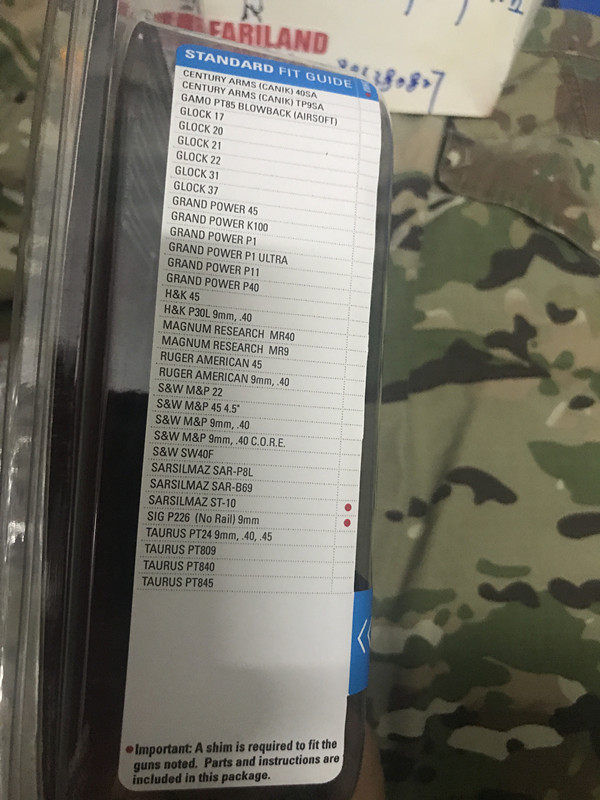 FARILAND
STANDARD FIT GUIDE
CENTURY ARMS (CANIK) 40SA
CENTURY ARMS (CANIK) TP9SA
GAMO PT85 BLOWBACK (AIRSOFT)
GLOCK 17
GLOCK 20
GLOCK 21
GLOCK 22
GLOCK 31
GLOCK 37
GRAND POWER 45
GRAND POWER K100
GRAND POWER P1
GRAND POWER P1 ULTRA
GRAND POWER P11
GRAND POWER P40
H&K 45
H&K P30L 9mm, .40
MAGNUM RESEARCH MR40
MAGNUM RESEARCH MR9
RUGER AMERICAN 45
RUGER AMERICAN 9mm, .40
S&W M&P 22
S&W M&P 45 4.5"
S&W M&P 9mm, .40
S&W M&P 9mm, .40 C.O.R.E.
S&W SW40F
SARSILMAZ SAR-P8L
SARSILMAZ SAR-B69
SARSILMAZ ST-10
SIG P226 (No Rail) 9mm
TAURUS PT24 9mm, .40, .45
TAURUS PT809
TAURUS PT840
TAURUS PT845
•Important: A shim is required to fit the
guns noted. Parts and instructions are
included in this package.